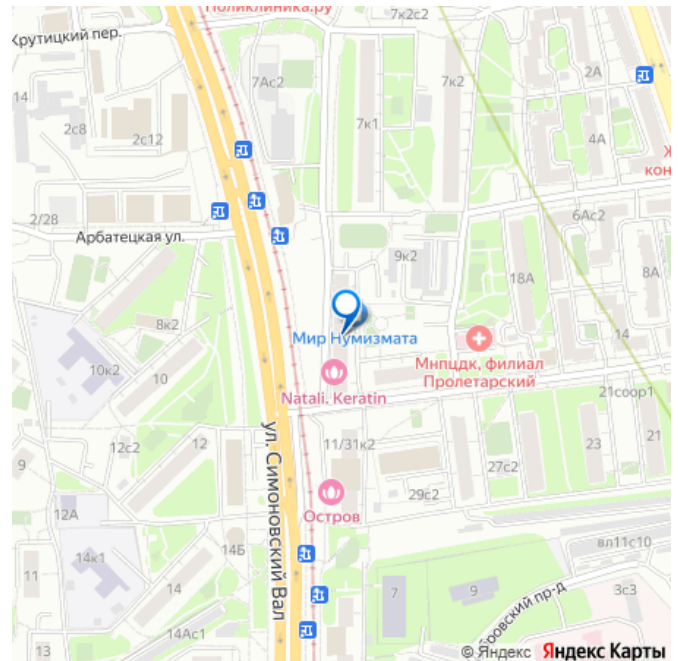 Поликлиника.ру
7к2с2
Крутицкий пер.
14
2с8
2с12
7Ас2
7к1
7к2
2А
4А
Ж
кон
2/28
Арбатецкая ул.
6Ас2
9к2
18А
8А
8к2
Мир Нумизмата
14
10к2
10
Мнпцдк, филиал
Пролетарский
Natali. Keratin
21соор1
9
12с2
12
ул. Симоновский Вал
11/31к2
23
21
27с2
29с2
12А
Остров
14Б
14к1
вл11с10
11
14
7
9
бровский пр-д
3с3
14Ас1
13
© Яндекс Яндекс Карты